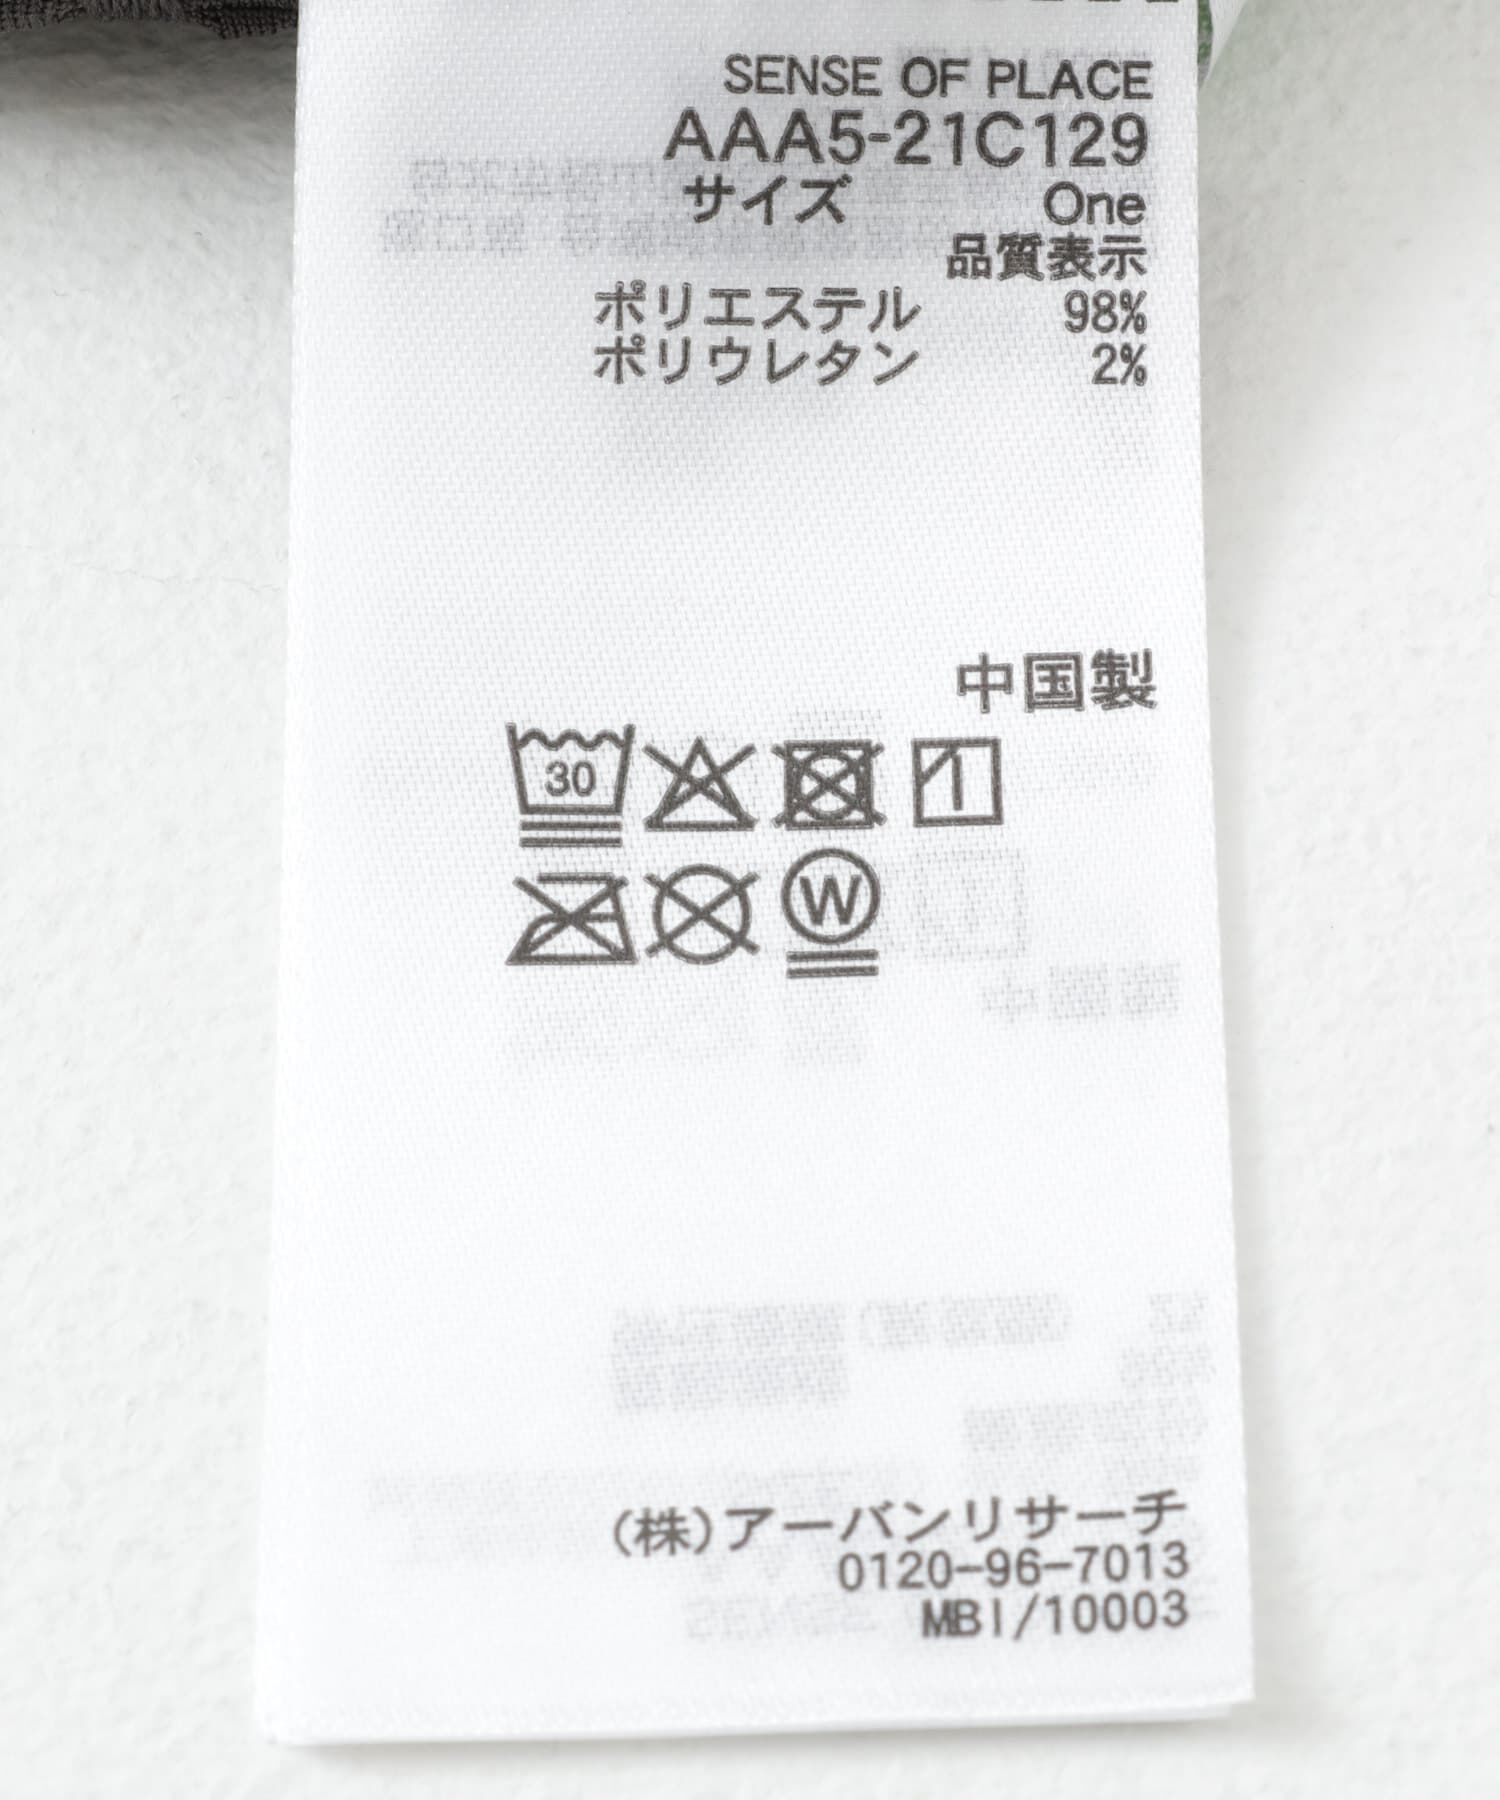 SENSE OF PLACE
AAA5-21C129
サイズ One
品質表示
ポリエステル 98%
ポリウレタン 2%
中国製
30
W
(株)アーバンリサーチ
0120-96-7013
MBI/10003